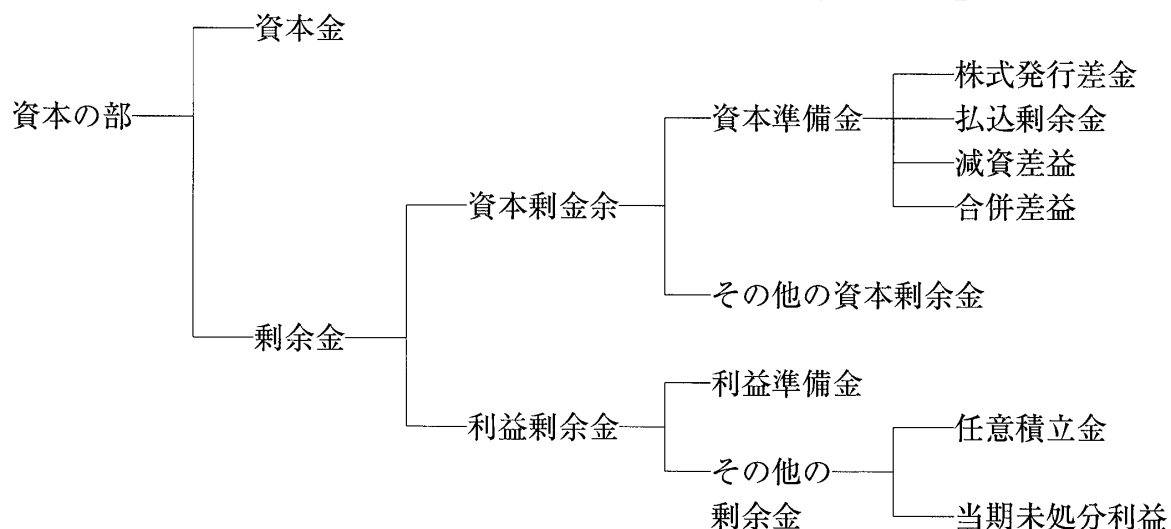 資本の部
資本金
剰余金
資本剰金余
利益剰余金
資本準備金
その他の資本剰余金
利益準備金
その他の
剰余金
株式発行差金
払込剰余金
減資差益
合併差益
任意積立金
当期未処分利益